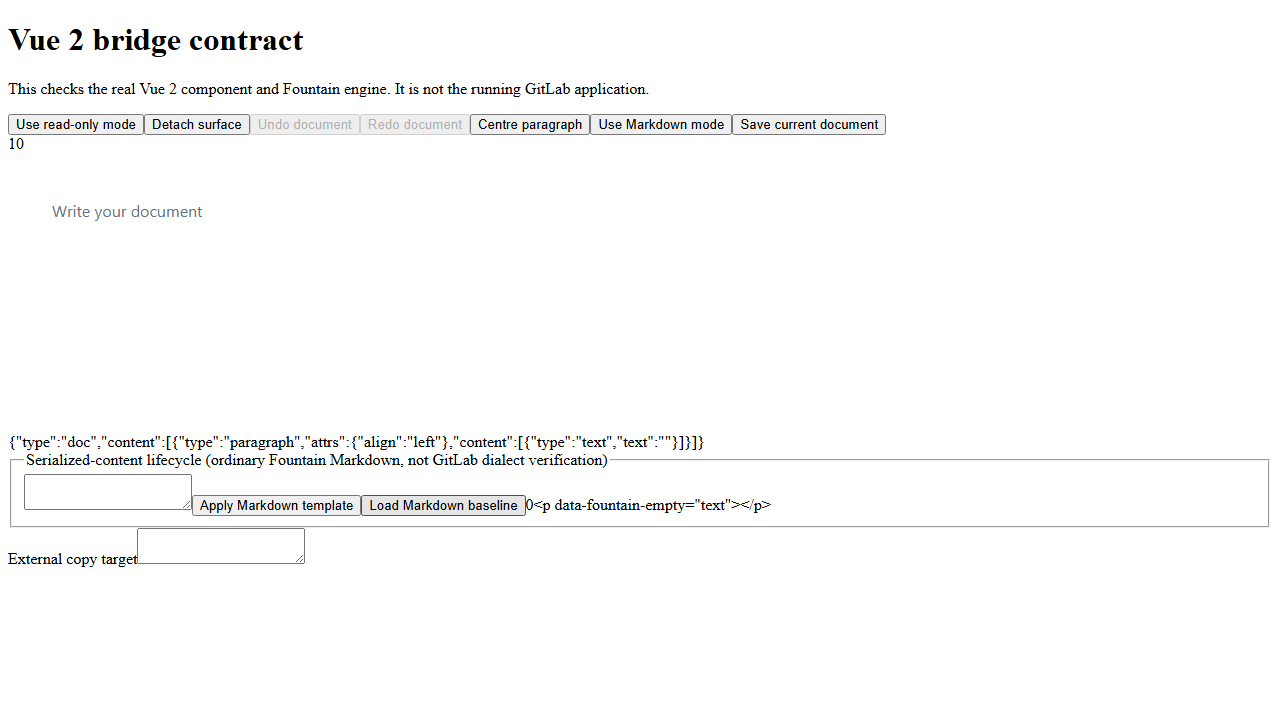 Vue 2 bridge contract
This checks the real Vue 2 component and Fountain engine. It is not the running GitLab application.
Use read-only mode Detach surface Undo document Redo document Centre paragraph Use Markdown mode Save current document
10
Write your document
{"type":"doc","content":[{"type":"paragraph","attrs":{"align":"left"},"content":[{"type":"text","text":""}]}]}
Serialized-content lifecycle (ordinary Fountain Markdown, not GitLab dialect verification)
Apply Markdown template Load Markdown baseline 0<p data-fountain-empty="text"></p>
External copy target